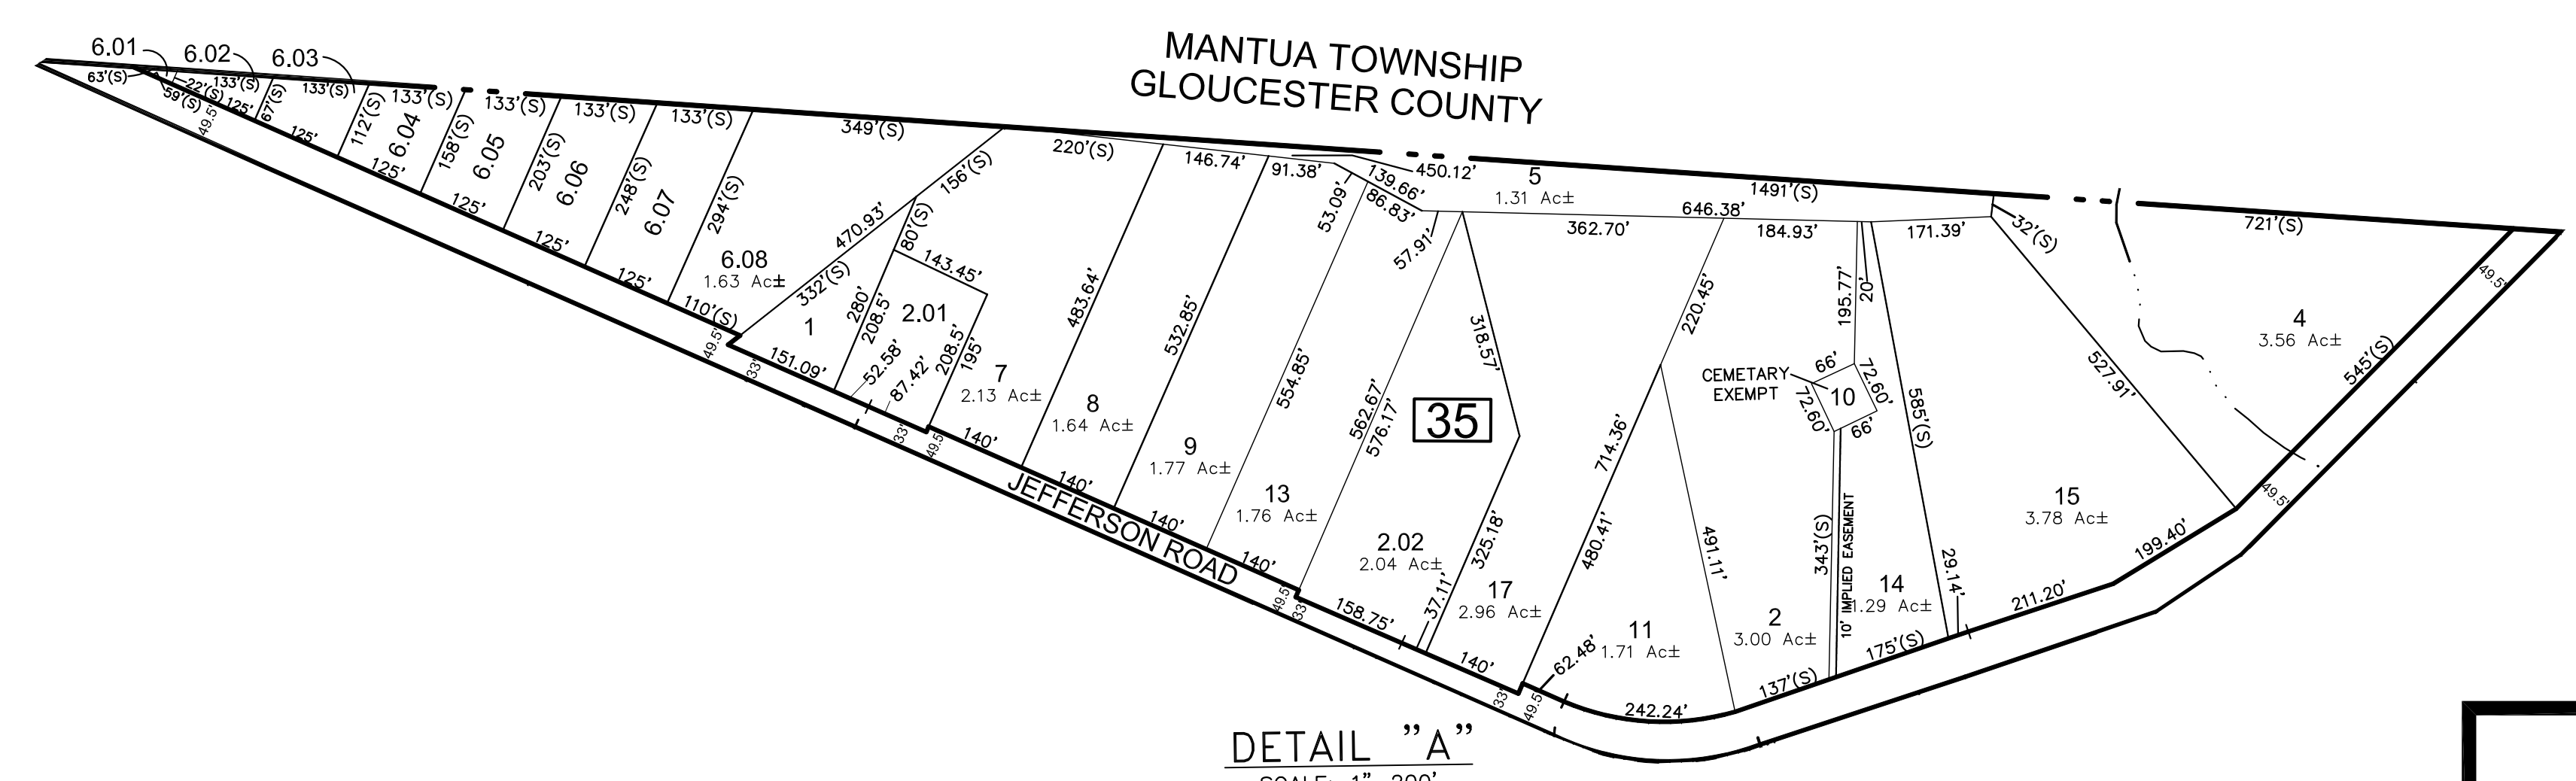 MANTUA TOWNSHIP
GLOUCESTER COUNTY
6.01
6.02
6.03
63'(S)
22'(S)
133'(S)
133'(S)
133'(S)
133'(S)
133'(S)
133'(S)
349'(S)
59'(S)
125'
67'(S)
49.5'
125'
112'(S)
6.04
125'
158'(S)
6.05
125'
203'(S)
6.06
125'
248'(S)
6.07
125'
294'(S)
6.08
1.63 Ac±
110'(S)
470.93'
156'(S)
332'(S)
49.5'
33'
1
151.09'
280'
208.5'
80'(S)
143.45'
2.01
52.58'
87.42'
208.5'
195'
33'
49.5'
220'(S)
7
2.13 Ac±
140'
483.64'
146.74'
8
1.64 Ac±
140'
532.85'
91.38'
9
1.77 Ac±
140'
53.09'
139.66'
86.83'
450.12'
554.85'
13
1.76 Ac±
140'
57.91'
562.67'
576.17'
49.5'
33'
JEFFERSON ROAD
5
1.31 Ac±
1491'(S)
646.38'
362.70'
184.93'
171.39'
32'(S)
721'(S)
35
318.57'
2.02
2.04 Ac±
158.75'
37.11'
325.18'
17
2.96 Ac±
140'
220.45'
714.36'
480.41'
33'
49.5'
62.48'
11
1.71 Ac±
242.24'
491.11'
2
3.00 Ac±
137'(S)
195.77'
20'
CEMETARY
EXEMPT
66'
72.60'
10
72.60'
66'
343'(S)
10' IMPLIED EASEMENT
14
1.29 Ac±
175'(S)
585'(S)
29.14'
15
3.78 Ac±
211.20'
199.40'
527.91'
4
3.56 Ac±
545'(S)
49.5'
49.5'
DETAIL "A"
SCALE: 1" 200'